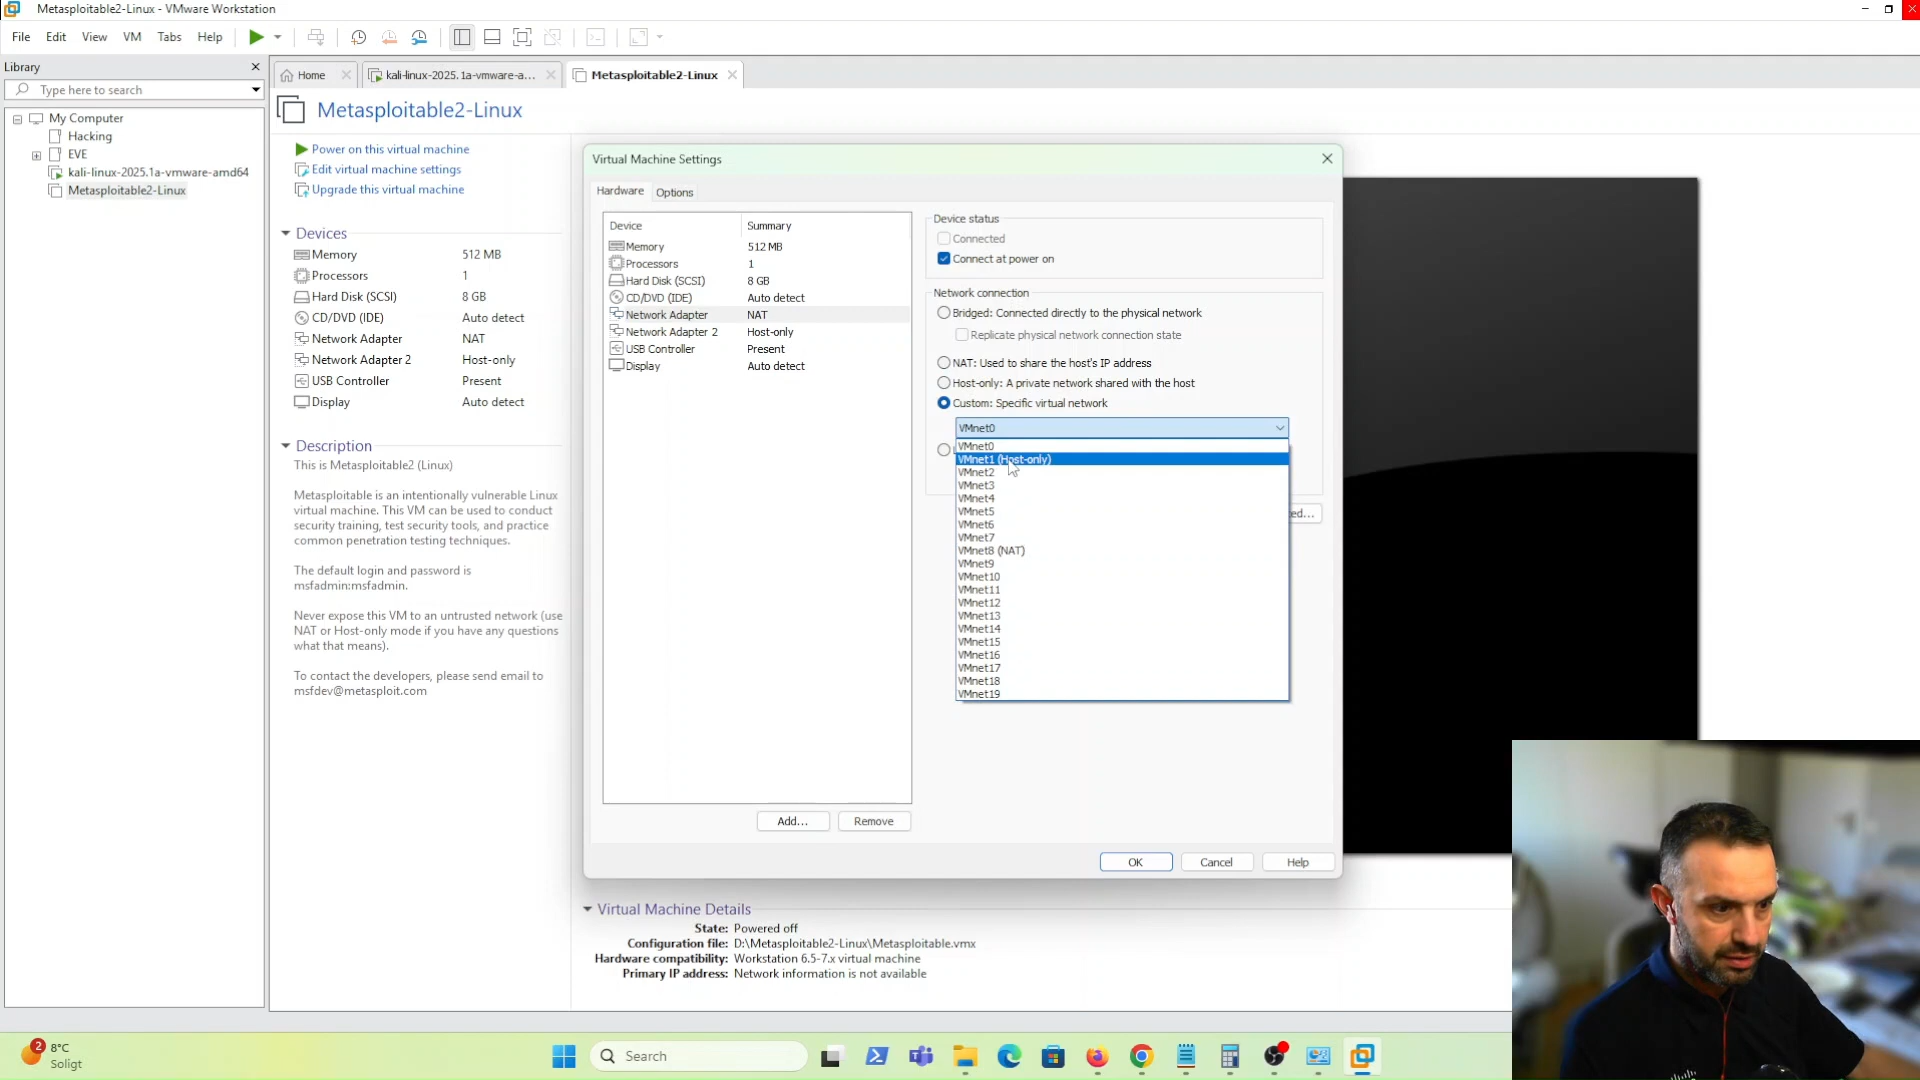 Metasploitable2-Linux - VMware Workstation
File Edit View VM Tabs Help
Library
Type here to search
My Computer
Hacking
EVE
kali-linux-2025.1a-vmware-amd64
Metasploitable2-Linux
Home
kali-linux-2025.1a-vmware-a...
Metasploitable2-Linux
Metasploitable2-Linux
Power on this virtual machine
Edit virtual machine settings
Upgrade this virtual machine
Devices
Memory 512 MB
Processors 1
Hard Disk (SCSI) 8 GB
CD/DVD (IDE) Auto detect
Network Adapter NAT
Network Adapter 2 Host-only
USB Controller Present
Display Auto detect
Description
This is Metasploitable2 (Linux)
Metasploitable is an intentionally vulnerable Linux
virtual machine. This VM can be used to conduct
security training, test security tools, and practice
common penetration testing techniques.
The default login and password is
msfadmin:msfadmin.
Never expose this VM to an untrusted network (use
NAT or Host-only mode if you have any questions
what that means).
To contact the developers, please send email to
msfdev@metasploit.com
Virtual Machine Settings
Hardware Options
Device Summary
Memory 512 MB
Processors 1
Hard Disk (SCSI) 8 GB
CD/DVD (IDE) Auto detect
Network Adapter NAT
Network Adapter 2 Host-only
USB Controller Present
Display Auto detect
Add... Remove
Device status
Connected
Connect at power on
Network connection
Bridged: Connected directly to the physical network
Replicate physical network connection state
NAT: Used to share the host's IP address
Host-only: A private network shared with the host
Custom: Specific virtual network
VMnet0
VMnet0
VMnet1 (Host-only)
VMnet2
VMnet3
VMnet4
VMnet5
VMnet6
VMnet7
VMnet8 (NAT)
VMnet9
VMnet10
VMnet11
VMnet12
VMnet13
VMnet14
VMnet15
VMnet16
VMnet17
VMnet18
VMnet19
ed...
OK Cancel Help
Virtual Machine Details
State: Powered off
Configuration file: D:\Metasploitable2-Linux\Metasploitable.vmx
Hardware compatibility: Workstation 6.5-7.x virtual machine
Primary IP address: Network information is not available
2
8°C
Soligt
Search